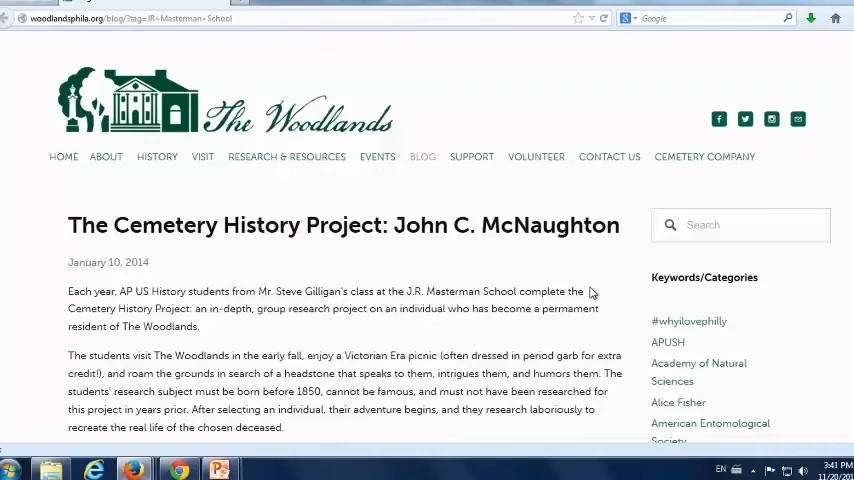 woodlandsphila.org/blog/?tag=JR+Masterman+School
Google
The Woodlands
HOME ABOUT HISTORY VISIT RESEARCH & RESOURCES EVENTS BLOG SUPPORT VOLUNTEER CONTACT US CEMETERY COMPANY
The Cemetery History Project: John C. McNaughton
Search
January 10, 2014
Keywords/Categories
Each year, AP US History students from Mr. Steve Gilligan's class at the J.R. Masterman School complete the
Cemetery History Project: an in-depth, group research project on an individual who has become a permament
resident of The Woodlands.
The students visit The Woodlands in the early fall, enjoy a Victorian Era picnic (often dressed in period garb for extra
credit!), and roam the grounds in search of a headstone that speaks to them, intrigues them, and humors them. The
students' research subject must be born before 1850, cannot be famous, and must not have been researched for
this project in years prior. After selecting an individual, their adventure begins, and they research laboriously to
recreate the real life of the chosen deceased.
#whyilovephilly
APUSH
Academy of Natural
Sciences
Alice Fisher
American Entomological
Society
EN
3:41 PM